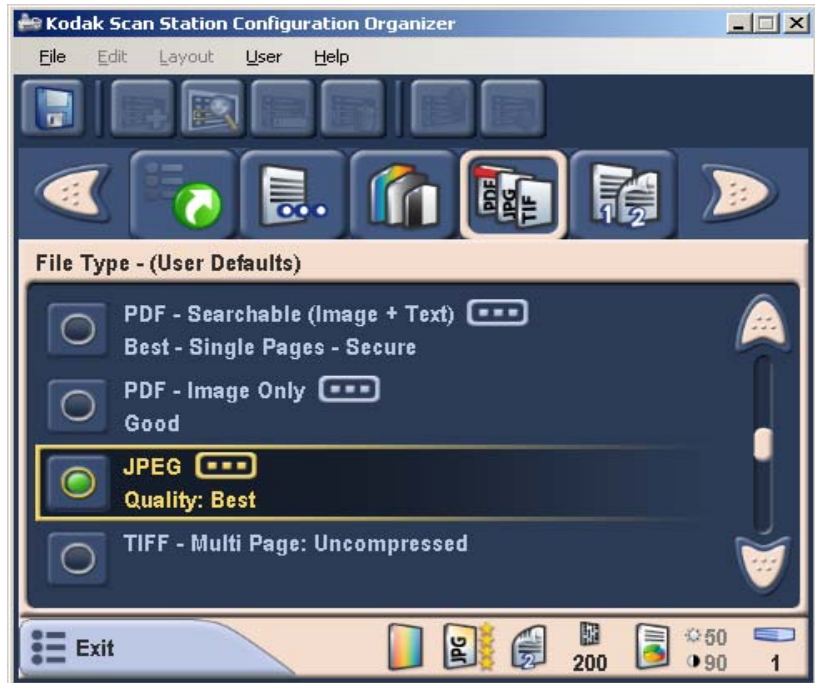 Kodak Scan Station Configuration Organizer
File Edit Layout User Help
PDF JPG TIF 1 2
File Type - (User Defaults)
PDF - Searchable (Image + Text)
Best - Single Pages - Secure
PDF - Image Only
Good
JPEG
Quality: Best
TIFF - Multi Page: Uncompressed
Exit JPG 2 200 50 90 1